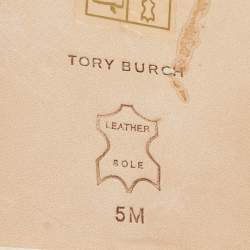 TORY BURCH
LEATHER
SOLE
5M